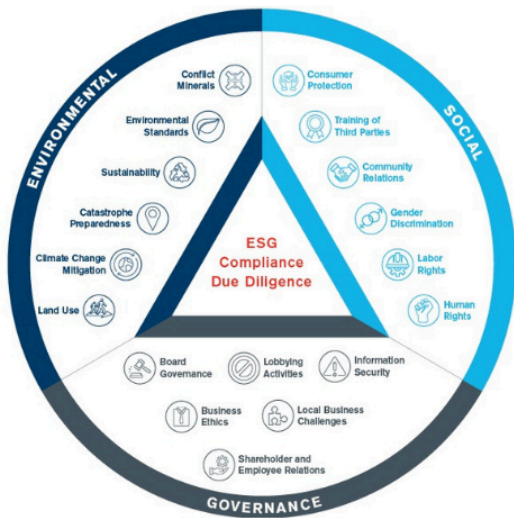 ENVIRONMENTAL
Conflict
Minerals
Environmental
Standards
Sustainability
Catastrophe
Preparedness
Climate Change
Mitigation
Land Use
SOCIAL
Consumer
Protection
Training of
Third Parties
Community
Relations
Gender
Discrimination
Labor
Rights
Human
Rights
ESG
Compliance
Due Diligence
Board
Governance
Lobbying
Activities
Information
Security
Business
Ethics
Local Business
Challenges
Shareholder and
Employee Relations
GOVERNANCE